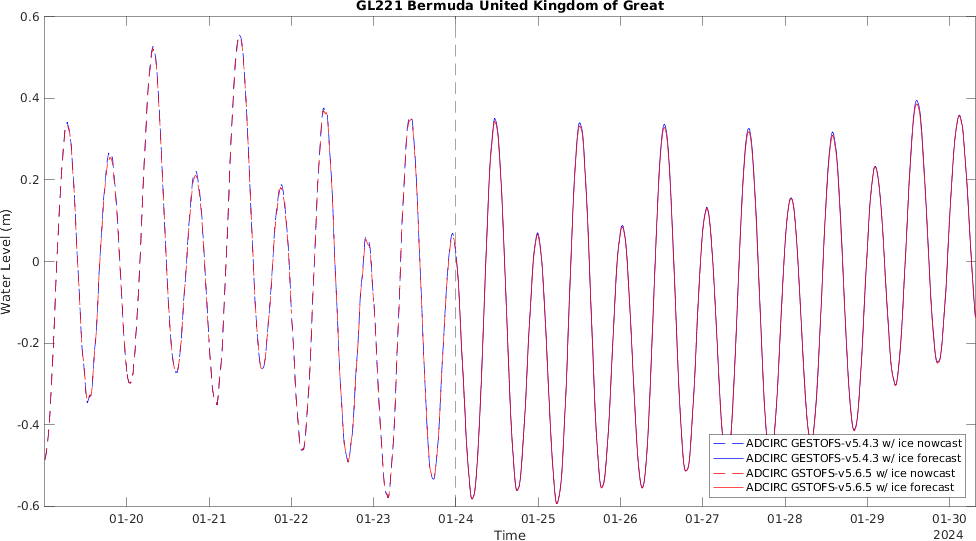 GL221 Bermuda United Kingdom of Great
0.6
0.4
0.2
0
-0.2
-0.4
-0.6
Water Level (m)
ADCIRC GESTOFS-v5.4.3 w/ ice nowcast
ADCIRC GESTOFS-v5.4.3 w/ ice forecast
ADCIRC GSTOFS-v5.6.5 w/ ice nowcast
ADCIRC GSTOFS-v5.6.5 w/ ice forecast
01-20 01-21 01-22 01-23 01-24 01-25 01-26 01-27 01-28 01-29 01-30
Time 2024